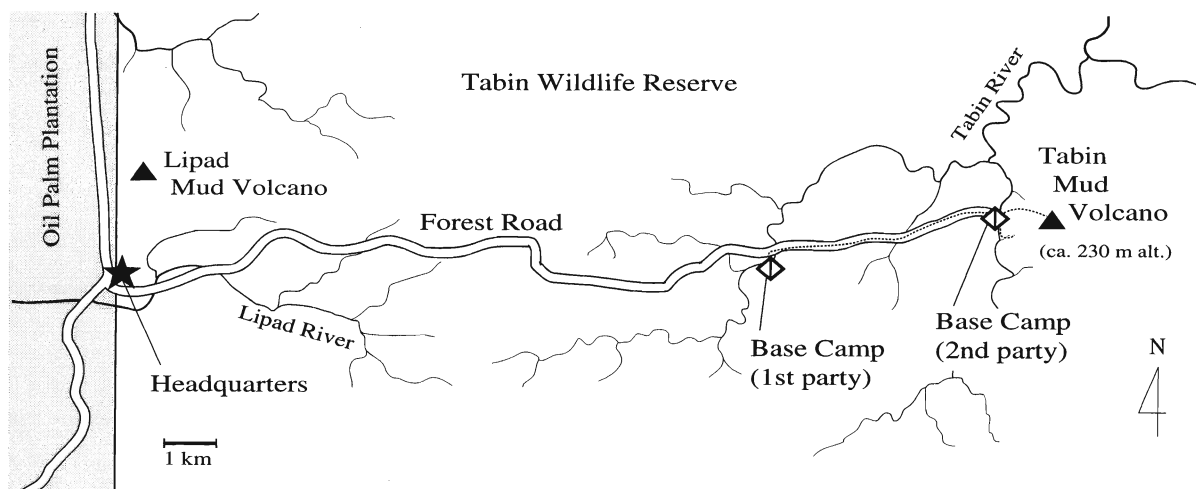 Oil Palm Plantation
Tabin Wildlife Reserve
Tabin River
Lipad
Mud Volcano
Tabin
Mud
Volcano
(ca. 230 m alt.)
Forest Road
Lipad River
Base Camp
(1st party)
Base Camp
(2nd party)
Headquarters
N
1 km